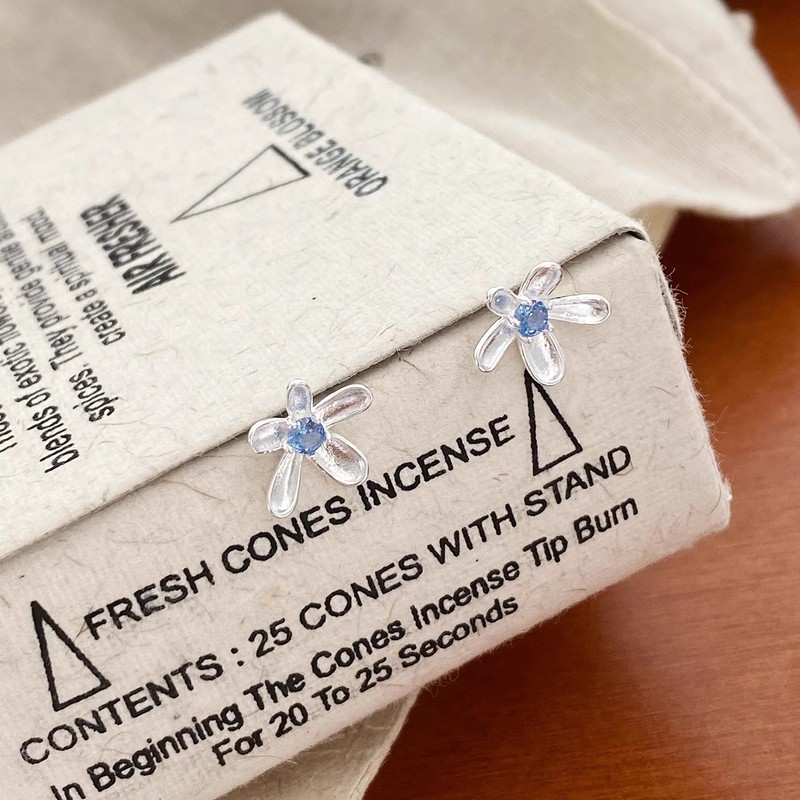 ORANGE BLOSSOM
AIR FRESHER
blends of exotic
spices. They provide gentle
create a spiritual mood.
FRESH CONES INCENSE
CONTENTS : 25 CONES WITH STAND
In Beginning The Cones Incense Tip Burn
For 20 To 25 Seconds